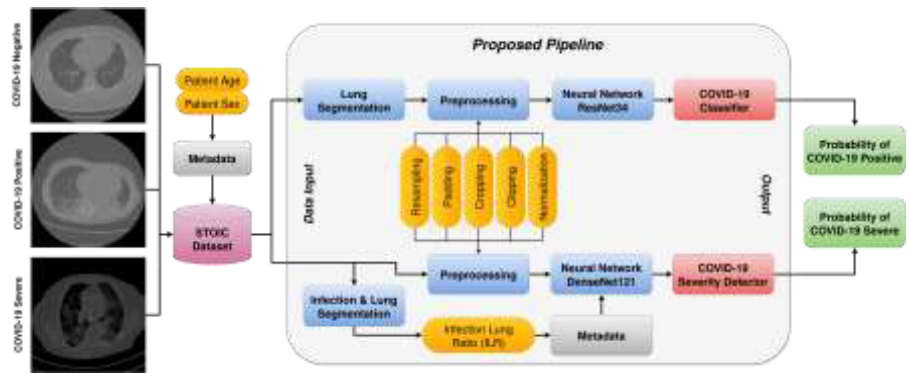 COVID-19 Negative
COVID-19 Positive
COVID-19 Severe
Patient Age
Patient Sex
Metadata
STOIC
Dataset
Proposed Pipeline
Data Input
Output
Lung
Segmentation
Preprocessing
Neural Network
ResNet34
COVID-19
Classifier
Resampling
Padding
Cropping
Clipping
Normalization
Preprocessing
Neural Network
DenseNet121
COVID-19
Severity Detector
Infection & Lung
Segmentation
Infection Lung
Ratio (ILR)
Metadata
Probability of
COVID-19 Positive
Probability of
COVID-19 Severe